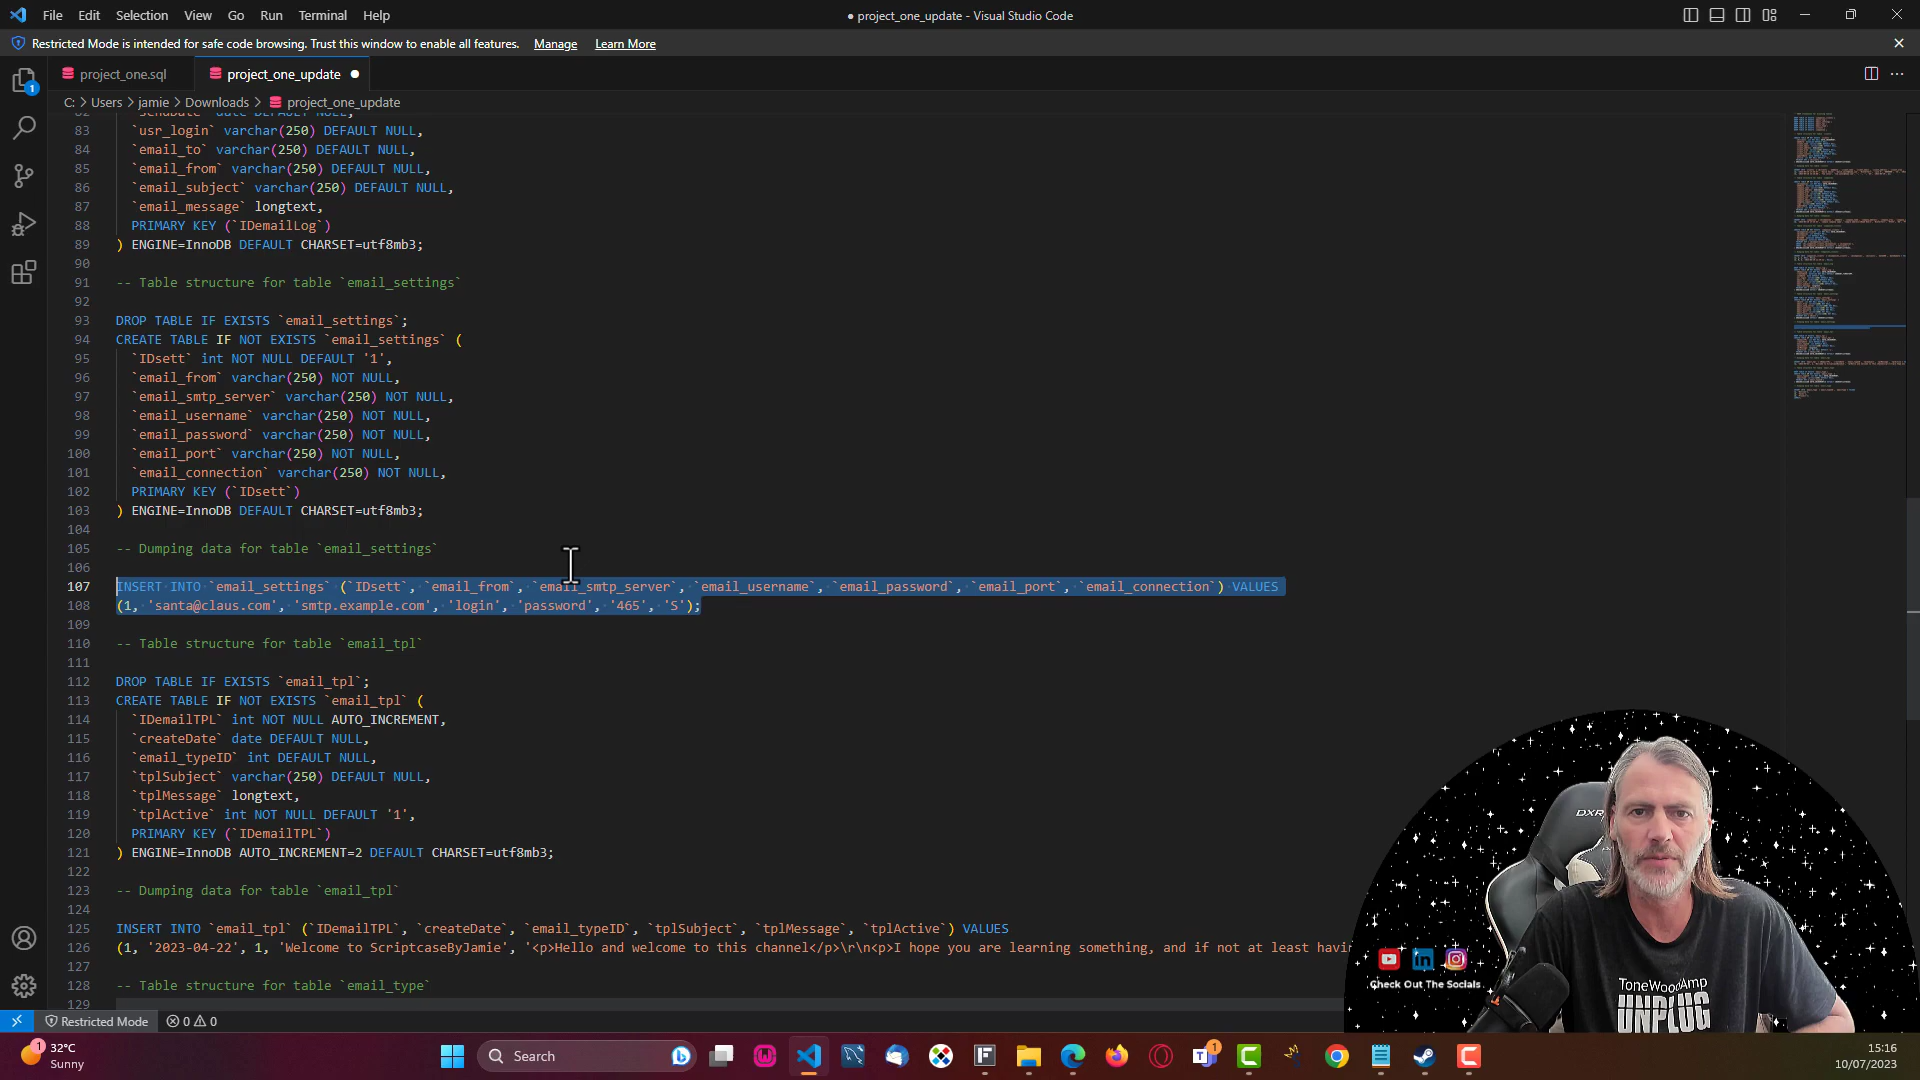 File Edit Selection View Go Run Terminal Help
● project_one_update - Visual Studio Code
Restricted Mode is intended for safe code browsing. Trust this window to enable all features. Manage Learn More
project_one.sql project_one_update
C: > Users > jamie > Downloads > project_one_update
83 `usr_login` varchar(250) DEFAULT NULL,
84 `email_to` varchar(250) DEFAULT NULL,
85 `email_from` varchar(250) DEFAULT NULL,
86 `email_subject` varchar(250) DEFAULT NULL,
87 `email_message` longtext,
88 PRIMARY KEY (`IDemailLog`)
89 ) ENGINE=InnoDB DEFAULT CHARSET=utf8mb3;
90
91 -- Table structure for table `email_settings`
92
93 DROP TABLE IF EXISTS `email_settings`;
94 CREATE TABLE IF NOT EXISTS `email_settings` (
95 `IDsett` int NOT NULL DEFAULT '1',
96 `email_from` varchar(250) NOT NULL,
97 `email_smtp_server` varchar(250) NOT NULL,
98 `email_username` varchar(250) NOT NULL,
99 `email_password` varchar(250) NOT NULL,
100 `email_port` varchar(250) NOT NULL,
101 `email_connection` varchar(250) NOT NULL,
102 PRIMARY KEY (`IDsett`)
103 ) ENGINE=InnoDB DEFAULT CHARSET=utf8mb3;
104
105 -- Dumping data for table `email_settings`
106
107 INSERT INTO `email_settings` (`IDsett`, `email_from`, `email_smtp_server`, `email_username`, `email_password`, `email_port`, `email_connection`) VALUES
108 (1, 'santa@claus.com', 'smtp.example.com', 'login', 'password', '465', 'S');
109
110 -- Table structure for table `email_tpl`
111
112 DROP TABLE IF EXISTS `email_tpl`;
113 CREATE TABLE IF NOT EXISTS `email_tpl` (
114 `IDemailTPL` int NOT NULL AUTO_INCREMENT,
115 `createDate` date DEFAULT NULL,
116 `email_typeID` int DEFAULT NULL,
117 `tplSubject` varchar(250) DEFAULT NULL,
118 `tplMessage` longtext,
119 `tplActive` int NOT NULL DEFAULT '1',
120 PRIMARY KEY (`IDemailTPL`)
121 ) ENGINE=InnoDB AUTO_INCREMENT=2 DEFAULT CHARSET=utf8mb3;
122
123 -- Dumping data for table `email_tpl`
124
125 INSERT INTO `email_tpl` (`IDemailTPL`, `createDate`, `email_typeID`, `tplSubject`, `tplMessage`, `tplActive`) VALUES
126 (1, '2023-04-22', 1, 'Welcome to ScriptcaseByJamie', '<p>Hello and welcome to this channel</p>\r\n<p>I hope you are learning something, and if not at least havi
127
128 -- Table structure for table `email_type`
129
Check Out The Socials
DXR
ToneWoodAmp
UNPLUG
Restricted Mode 0 0
1
32°C
Sunny
Search
1
15:16
10/07/2023